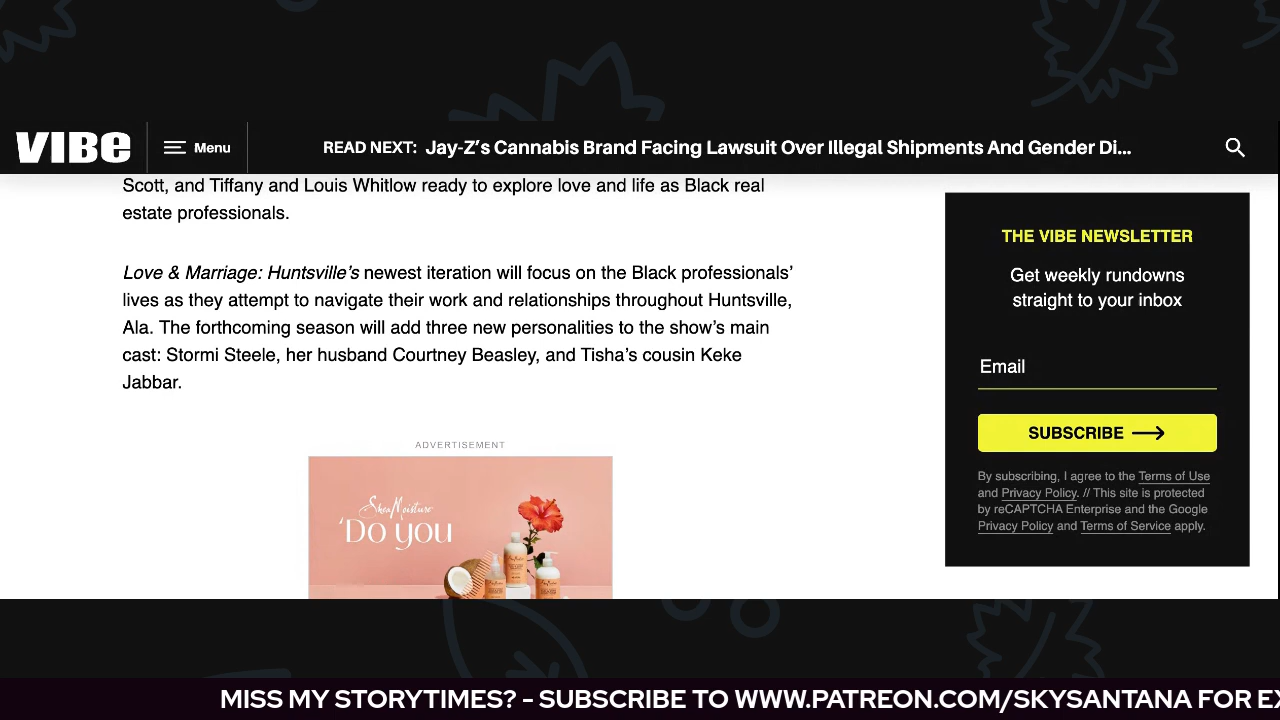 VIBE
Menu
READ NEXT: Jay-Z's Cannabis Brand Facing Lawsuit Over Illegal Shipments And Gender Di...
Scott, and Tiffany and Louis Whitlow ready to explore love and life as Black real
estate professionals.
Love & Marriage: Huntsville's newest iteration will focus on the Black professionals'
lives as they attempt to navigate their work and relationships throughout Huntsville,
Ala. The forthcoming season will add three new personalities to the show's main
cast: Stormi Steele, her husband Courtney Beasley, and Tisha's cousin Keke
Jabbar.
ADVERTISEMENT
SheaMoisture
'Do you
THE VIBE NEWSLETTER
Get weekly rundowns
straight to your inbox
Email
SUBSCRIBE
By subscribing, I agree to the Terms of Use
and Privacy Policy. // This site is protected
by reCAPTCHA Enterprise and the Google
Privacy Policy and Terms of Service apply.
MISS MY STORYTIMES? - SUBSCRIBE TO WWW.PATREON.COM/SKYSANTANA FOR EX